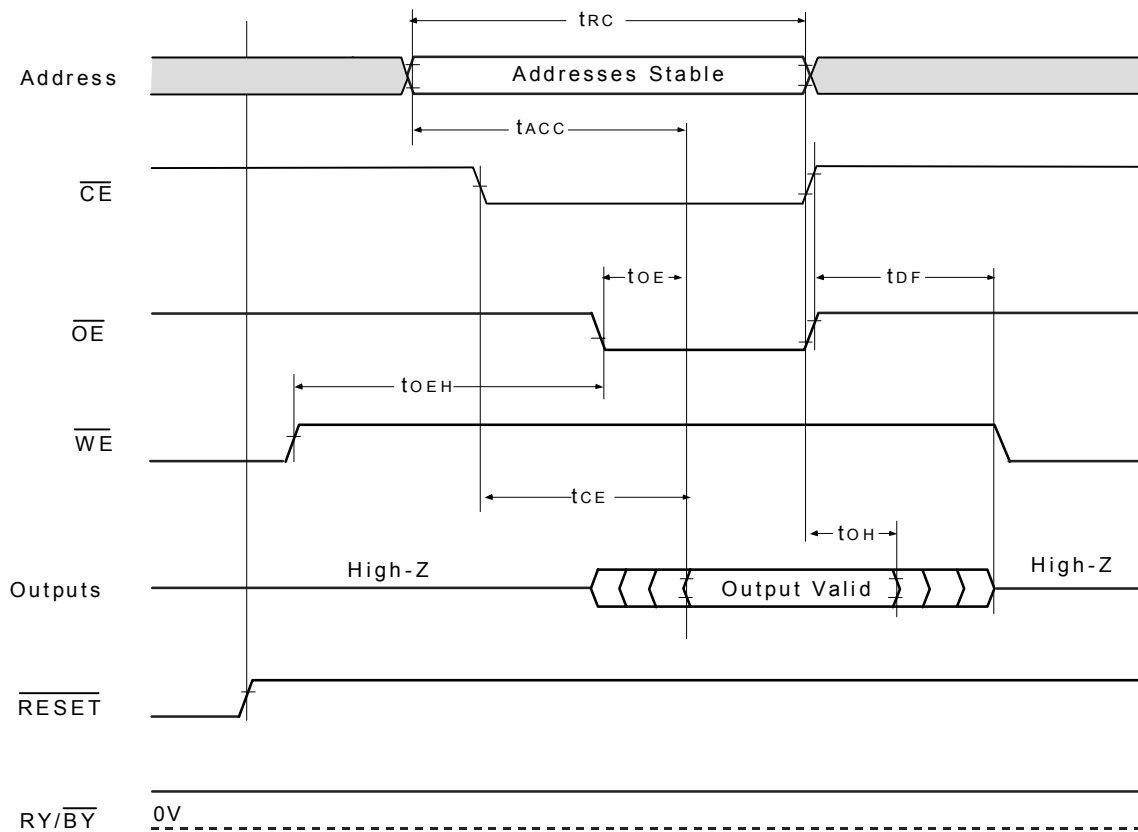 tRC
Address
Addresses Stable
tACC
CE
tOE
tDF
OE
tOEH
WE
tCE
tOH
Outputs
High-Z
Output Valid
High-Z
RESET
RY/BY
0V